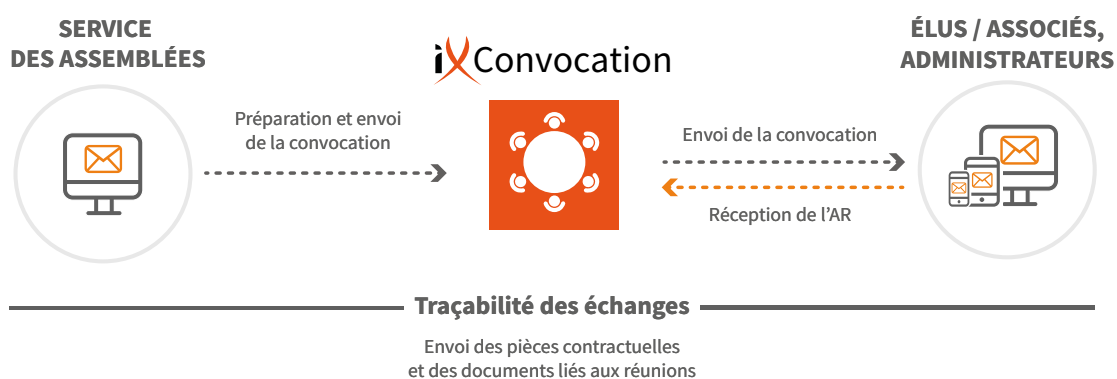 SERVICE
DES ASSEMBLÉES
Préparation et envoi
de la convocation
iXConvocation
Envoi de la convocation
Réception de l'AR
ÉLUS / ASSOCIÉS,
ADMINISTRATEURS
Traçabilité des échanges
Envoi des pièces contractuelles
et des documents liés aux réunions